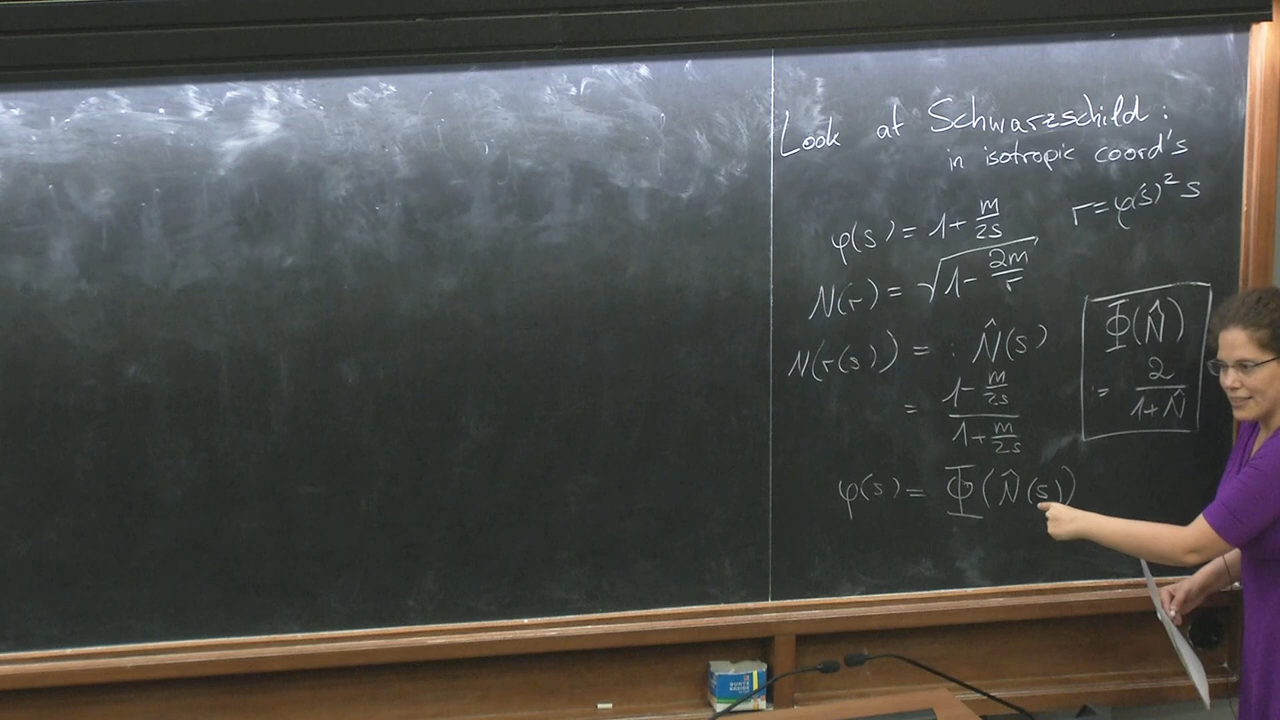 Look at Schwarzschild:
in isotropic coord's
φ(s) = 1 + m/2s
r = φ(s)² s
N(r) = √(1 - 2m/r)
N(r(s)) = : N̂(s)
= (1 - m/2s)/(1 + m/2s)
Φ(N̂)
:= 2/(1+N̂)
φ(s) = Φ(N̂(s))